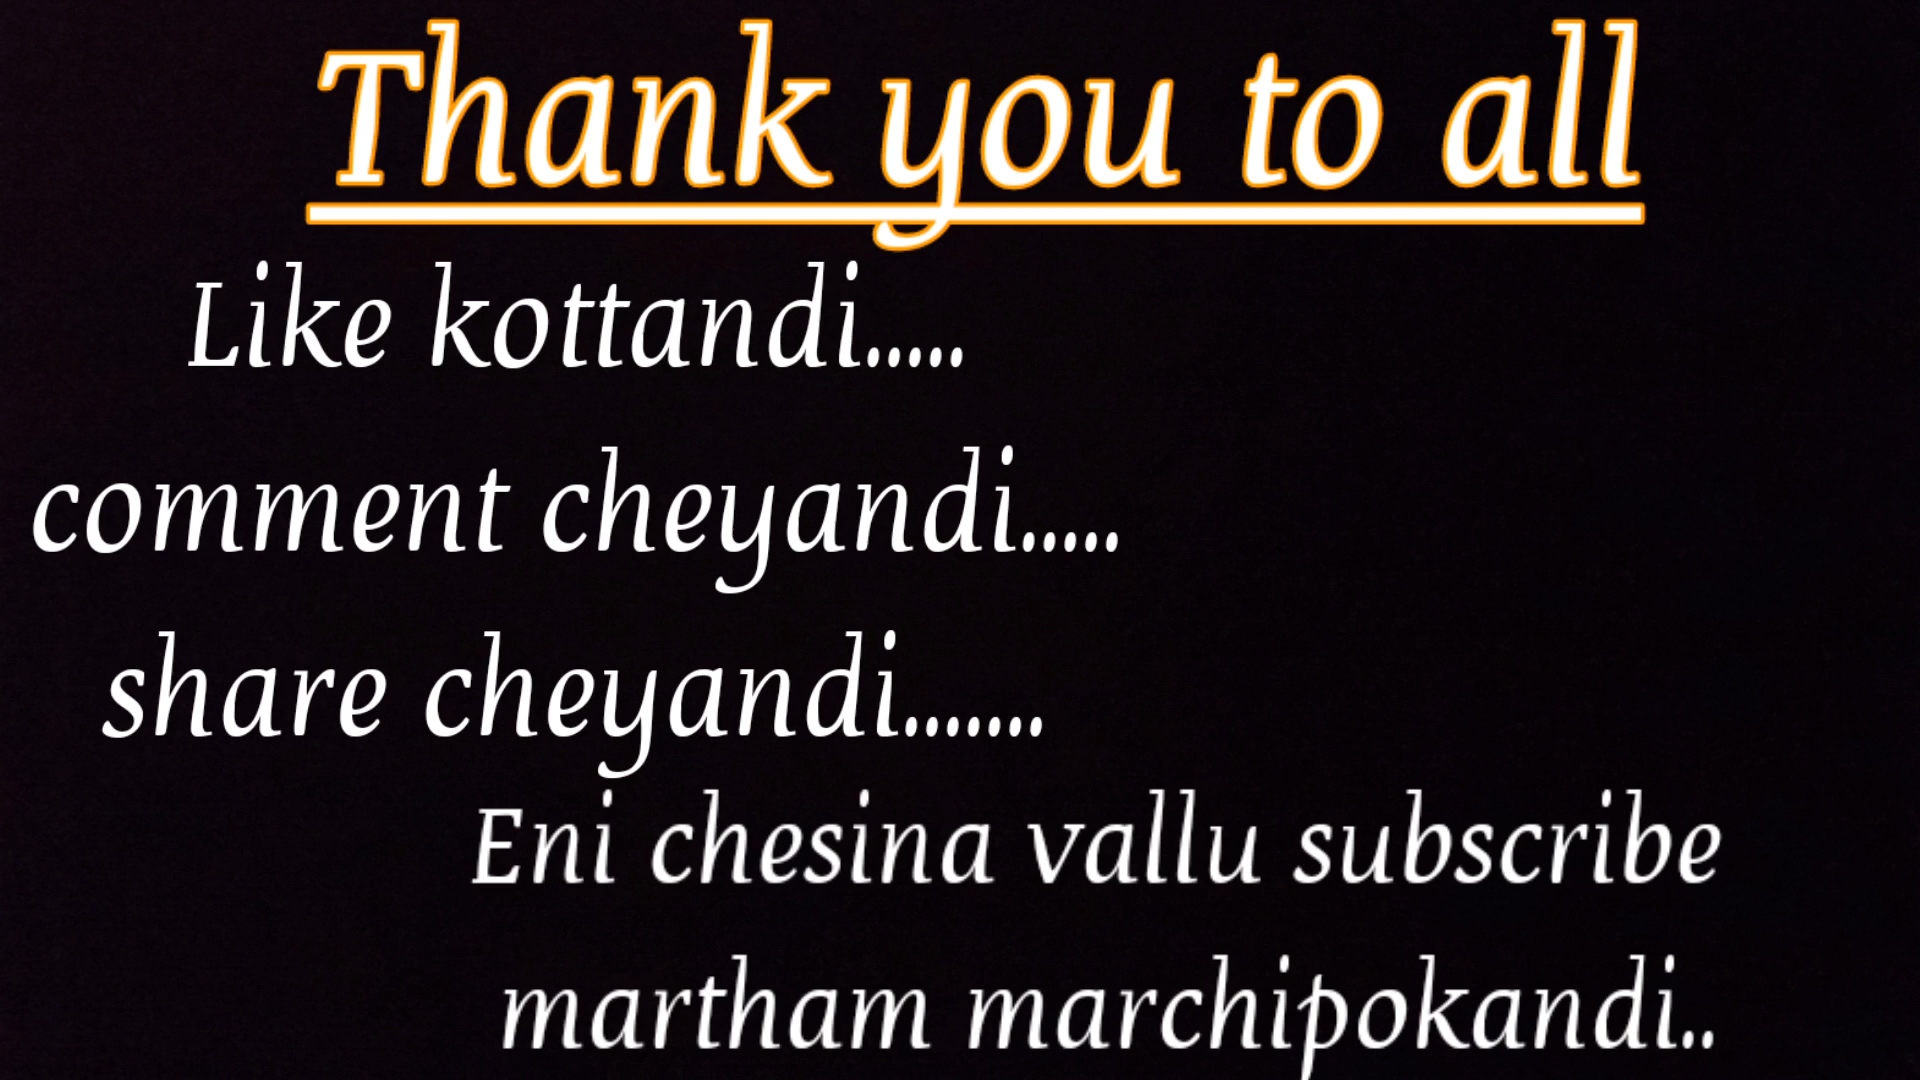 Thank you to all
Like kottandi.....
comment cheyandi.....
share cheyandi.......
Eni chesina vallu subscribe
martham marchipokandi..